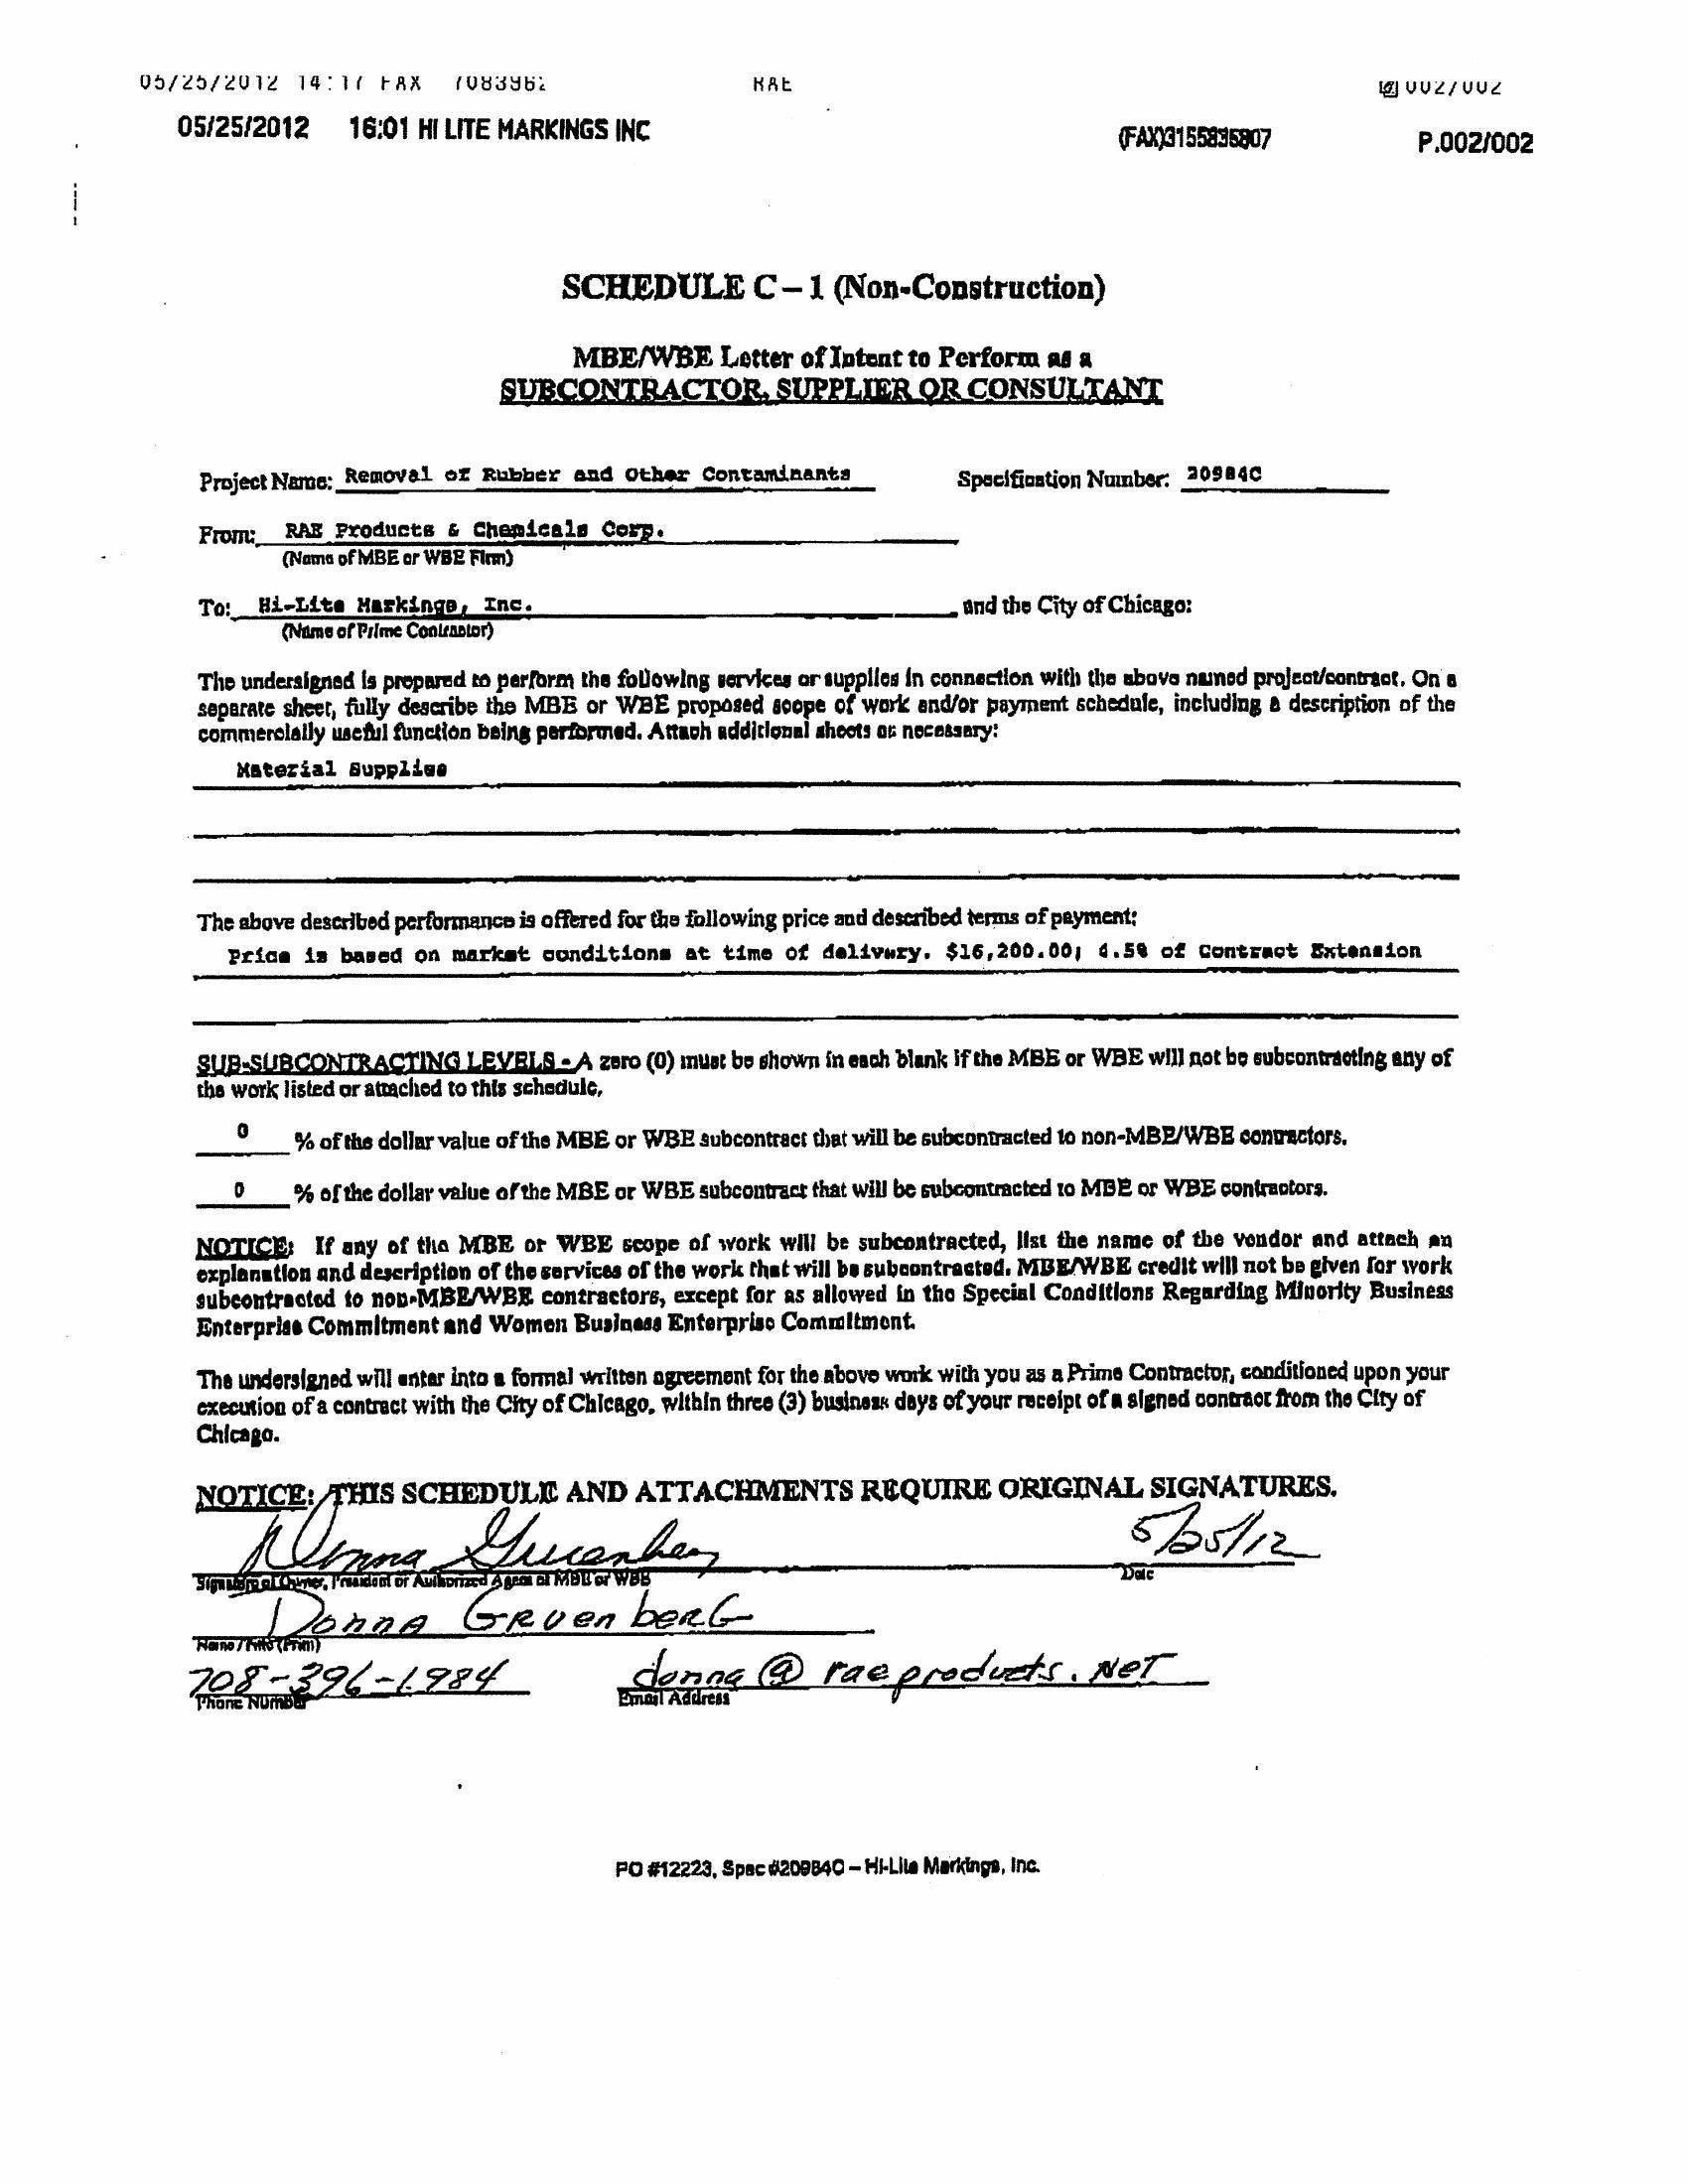 05/25/2012 14:17 FAX 708396 RAE 002/002
05/25/2012 16:01 HI LITE MARKINGS INC (FAX)3155835807 P.002/002
SCHEDULE C – 1 (Non-Construction)
MBE/WBE Letter of Intent to Perform as a
SUBCONTRACTOR, SUPPLIER OR CONSULTANT
Project Name: Removal of Rubber and Other Contaminants Specification Number: 20984C
From: RAE Products & Chemicals Corp.
(Name of MBE or WBE Firm)
To: Hi-Lite Markings, Inc. and the City of Chicago:
(Name of Prime Contractor)
The undersigned is prepared to perform the following services or supplies in connection with the above named project/contract. On a
separate sheet, fully describe the MBE or WBE proposed scope of work and/or payment schedule, including a description of the
commercially useful function being performed. Attach additional sheets as necessary:
Material Supplies
The above described performance is offered for the following price and described terms of payment:
Price is based on market conditions at time of delivery. $16,200.00; 4.5% of Contract Extension
SUB-SUBCONTRACTING LEVELS - A zero (0) must be shown in each blank if the MBE or WBE will not be subcontracting any of
the work listed or attached to this schedule.
0 % of the dollar value of the MBE or WBE subcontract that will be subcontracted to non-MBE/WBE contractors.
0 % of the dollar value of the MBE or WBE subcontract that will be subcontracted to MBE or WBE contractors.
NOTICE: If any of the MBE or WBE scope of work will be subcontracted, list the name of the vendor and attach an
explanation and description of the services of the work that will be subcontracted. MBE/WBE credit will not be given for work
subcontracted to non-MBE/WBE contractors, except for as allowed in the Special Conditions Regarding Minority Business
Enterprise Commitment and Women Business Enterprise Commitment.
The undersigned will enter into a formal written agreement for the above work with you as a Prime Contractor, conditioned upon your
execution of a contract with the City of Chicago, within three (3) business days of your receipt of a signed contract from the City of
Chicago.
NOTICE: THIS SCHEDULE AND ATTACHMENTS REQUIRE ORIGINAL SIGNATURES.
Donna Gruenberg 5/25/12
Signature of Owner, President or Authorized Agent of MBE or WBE Date
Donna GRUenbeRG
Name / Title (Print)
708-396-1984 donna@raeproducts.NeT
Phone Number Email Address
PO #12223, Spec #20984C – Hi-Lite Markings, Inc.